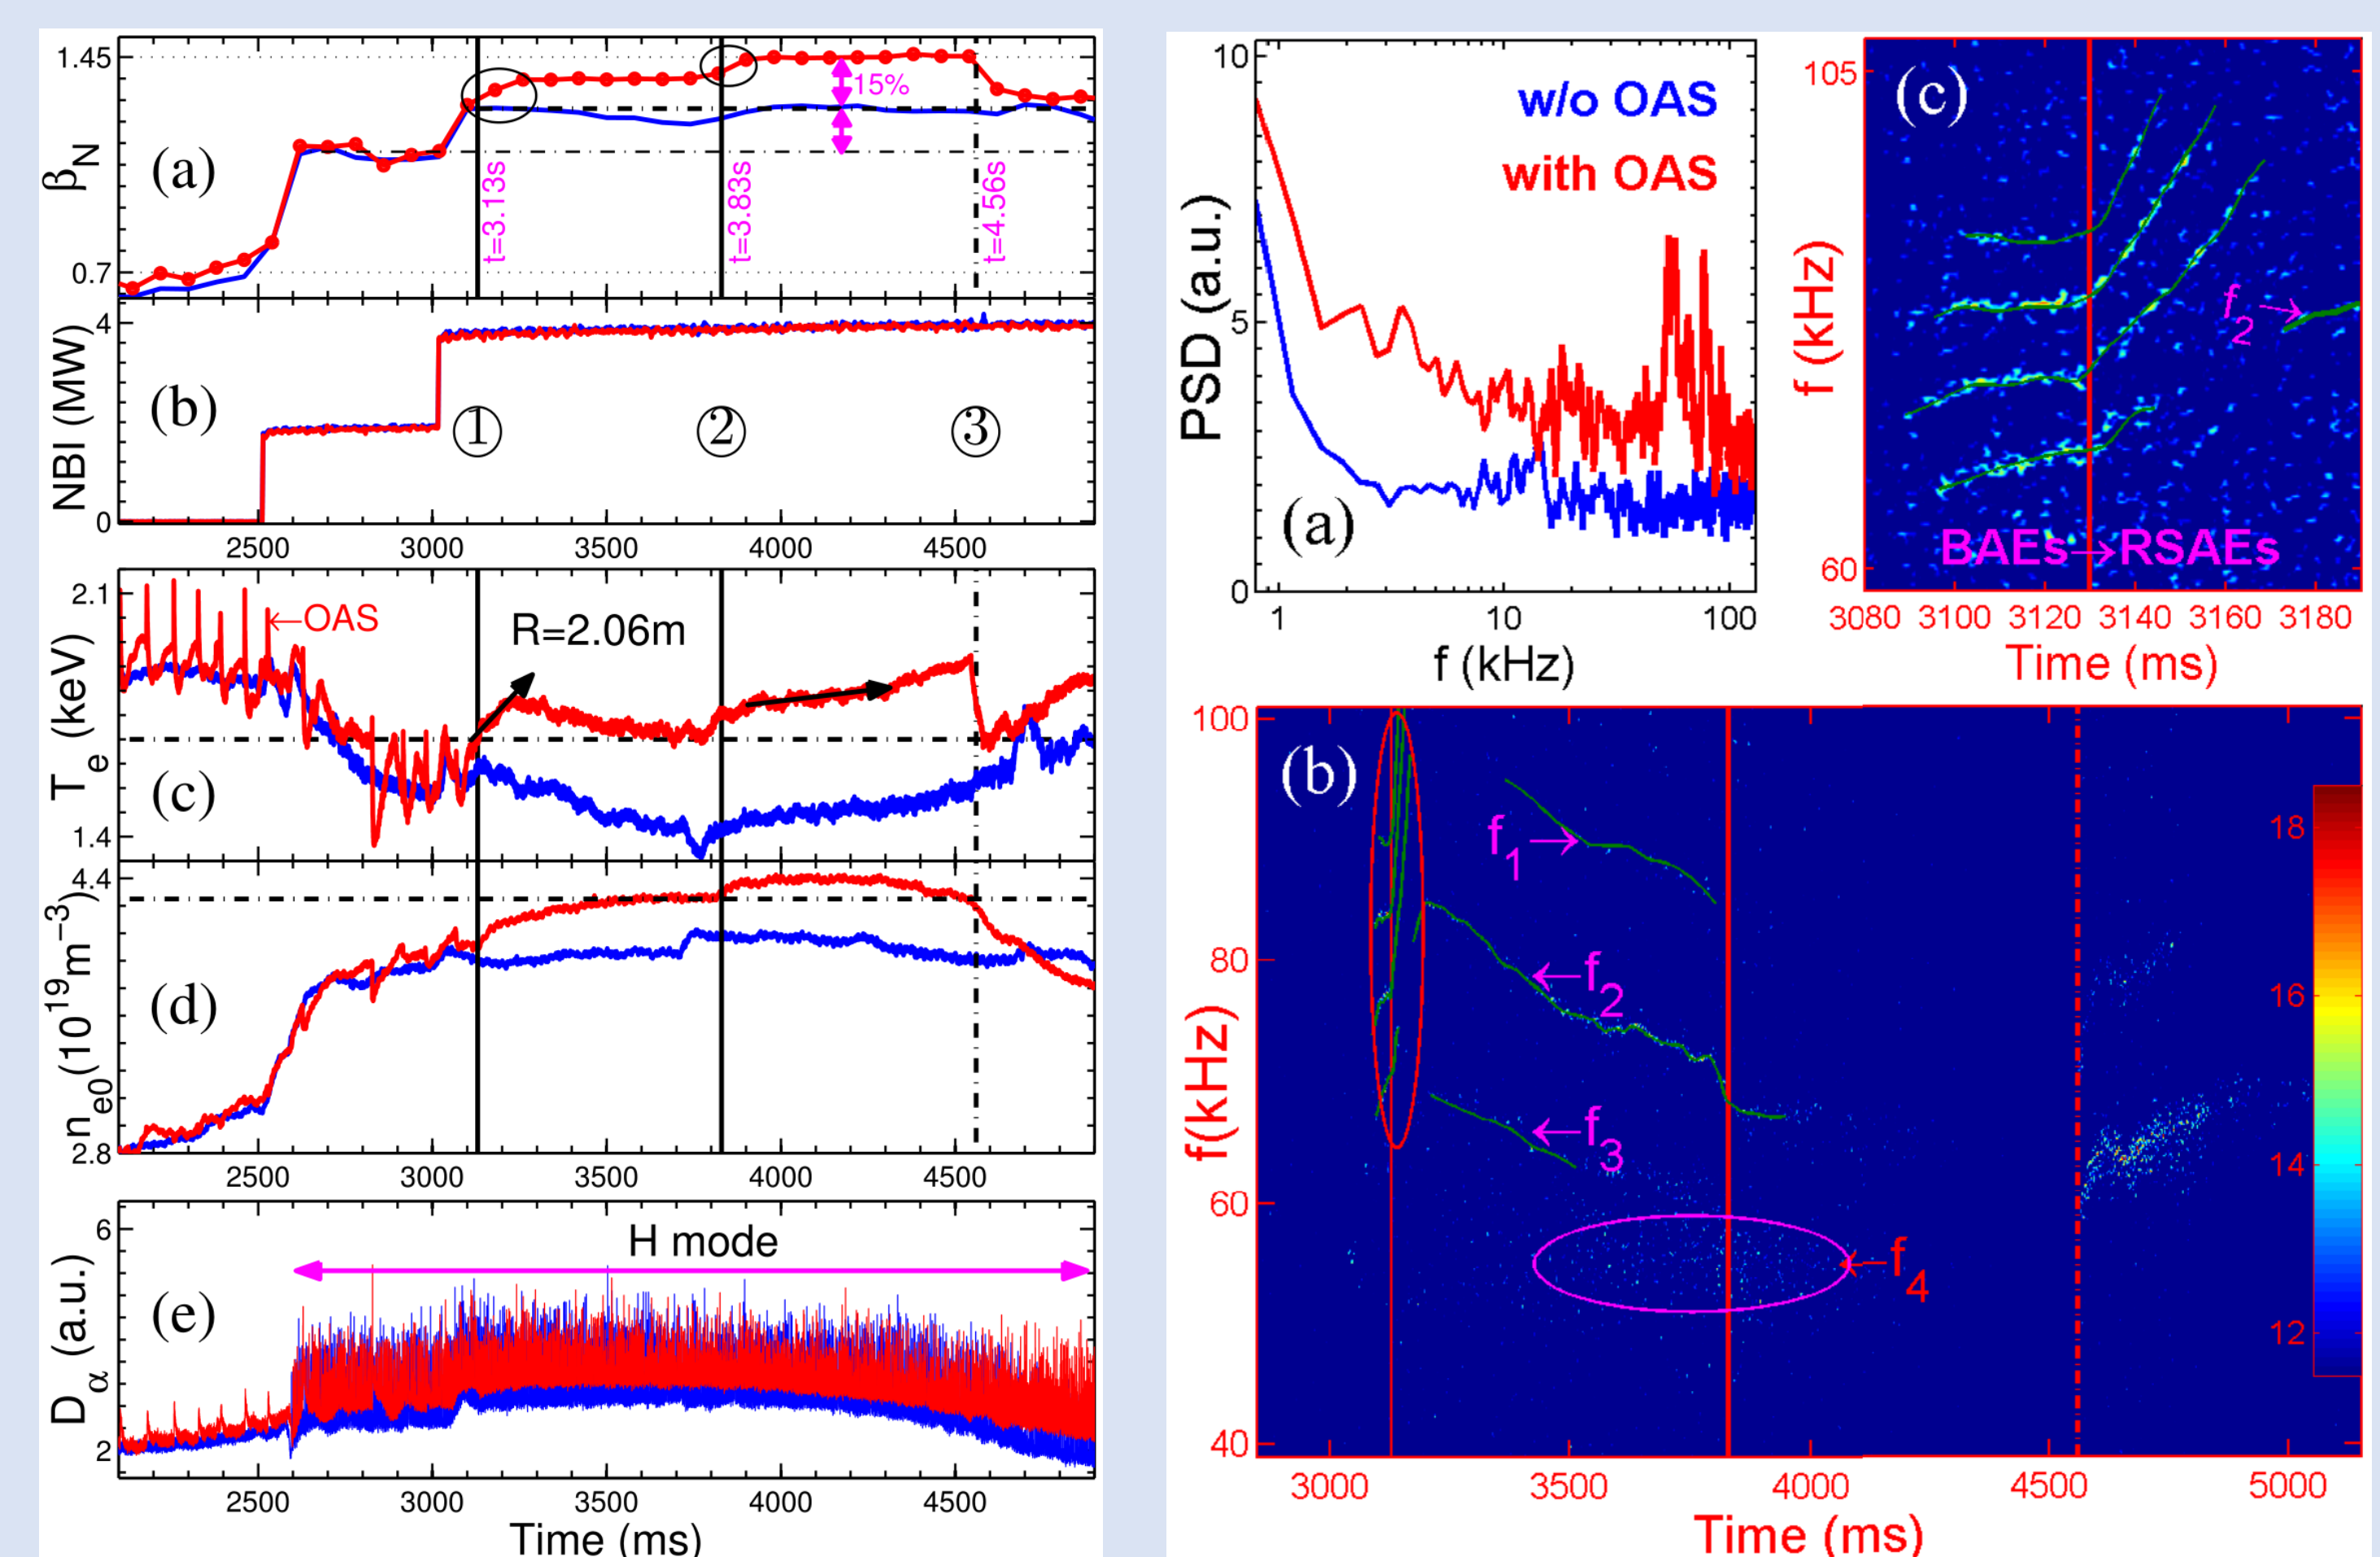 1.45
15%
β_N
(a)
t=3.13s
t=3.83s
t=4.56s
0.7
4
NBI (MW)
(b)
①
②
③
0
2500 3000 3500 4000 4500
2.1
←OAS
R=2.06m
T_e (keV)
(c)
1.4
4.4
n_e0 (10^19 m^−3)
(d)
2.8
2500 3000 3500 4000 4500
6
H mode
D_α (a.u.)
(e)
2
2500 3000 3500 4000 4500
Time (ms)
10
w/o OAS
with OAS
PSD (a.u.)
5
(a)
0
1 10 100
f (kHz)
105
(c)
f (kHz)
f_2→
BAEs→RSAEs
60
3080 3100 3120 3140 3160 3180
Time (ms)
100
(b)
f_1→
18
80
←f_2
16
f(kHz)
←f_3
14
60
←f_4
12
40
3000 3500 4000 4500 5000
Time (ms)